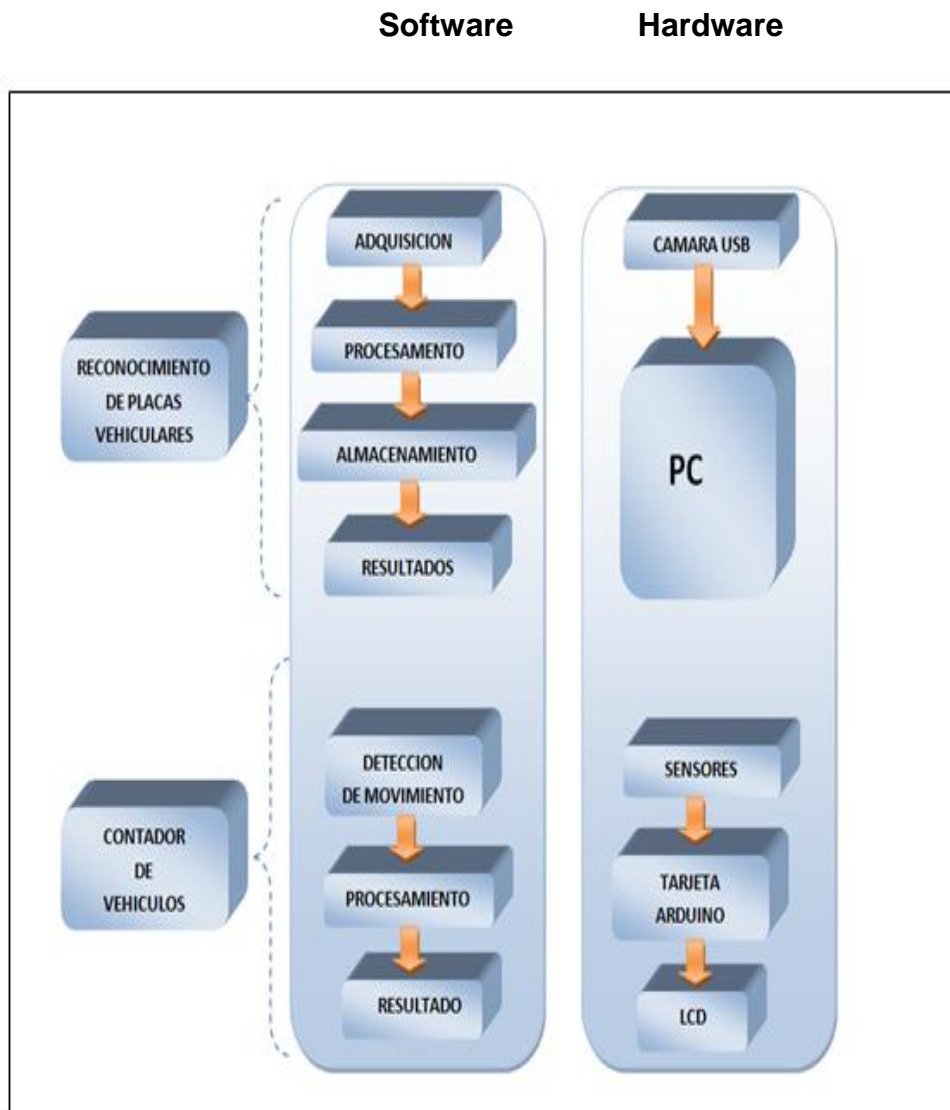 Software Hardware
ADQUISICION
PROCESAMENTO
ALMACENAMIENTO
RESULTADOS
RECONOCIMIENTO
DE PLACAS
VEHICULARES
CAMARA USB
PC
DETECCION
DE MOVIMIENTO
PROCESAMIENTO
RESULTADO
CONTADOR
DE
VEHICULOS
SENSORES
TARJETA
ARDUINO
LCD